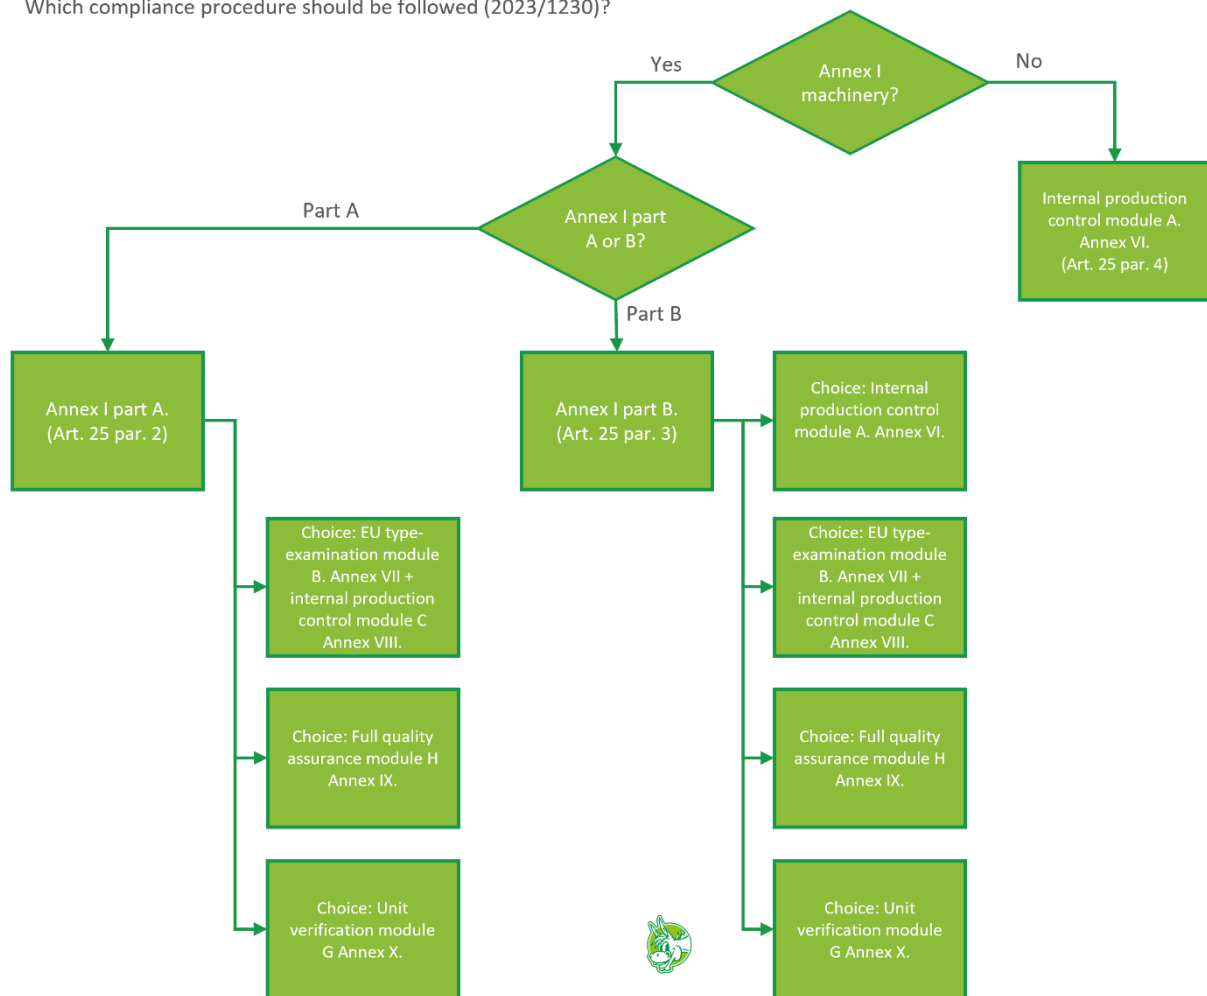 Which compliance procedure should be followed (2023/1230)?
Annex I
machinery?
Yes
No
Annex I part
A or B?
Internal production
control module A.
Annex VI.
(Art. 25 par. 4)
Part A
Part B
Annex I part A.
(Art. 25 par. 2)
Annex I part B.
(Art. 25 par. 3)
Choice: Internal
production control
module A. Annex VI.
Choice: EU type-
examination module
B. Annex VII +
internal production
control module C
Annex VIII.
Choice: EU type-
examination module
B. Annex VII +
internal production
control module C
Annex VIII.
Choice: Full quality
assurance module H
Annex IX.
Choice: Full quality
assurance module H
Annex IX.
Choice: Unit
verification module
G Annex X.
Choice: Unit
verification module
G Annex X.